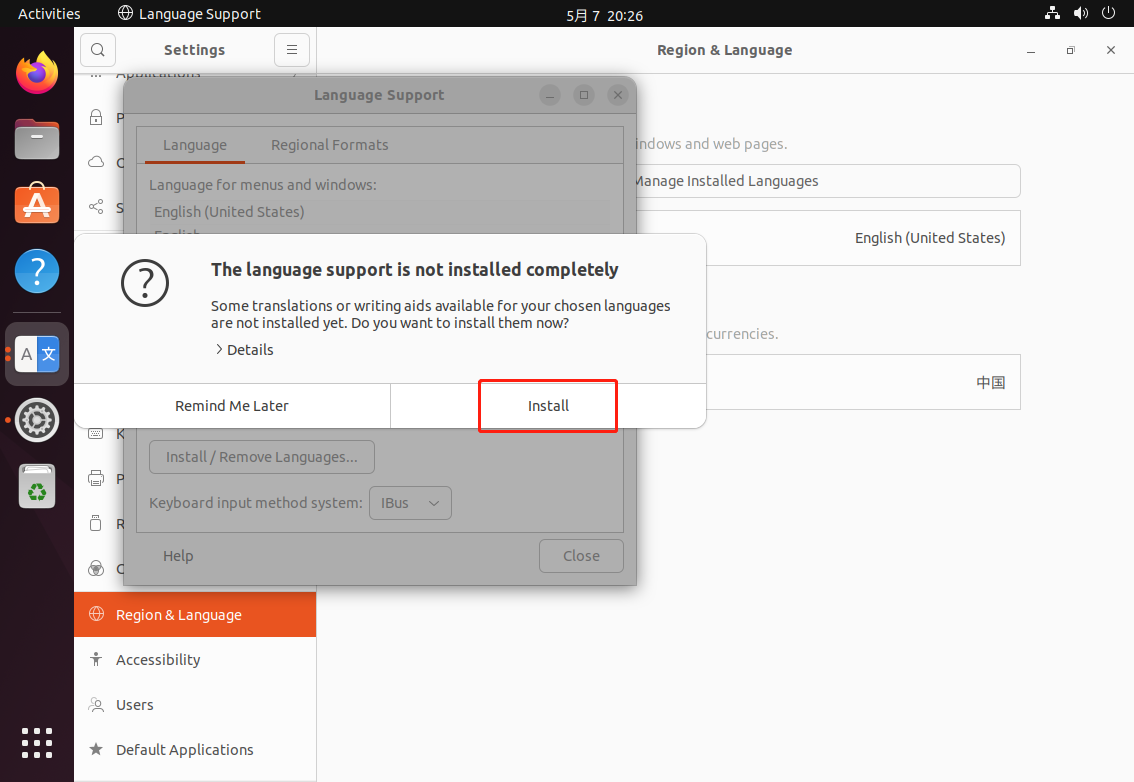 Activities
Language Support
5月 7 20:26
Settings
Region & Language
Applications
Language Support
P
C
S
Language
Regional Formats
indows and web pages.
Language for menus and windows:
Manage Installed Languages
English (United States)
English
English (United States)
The language support is not installed completely
Some translations or writing aids available for your chosen languages
are not installed yet. Do you want to install them now?
Details
currencies.
中国
Remind Me Later
Install
K
Install / Remove Languages...
P
Keyboard input method system:
IBus
R
Help
Close
C
Region & Language
Accessibility
Users
Default Applications